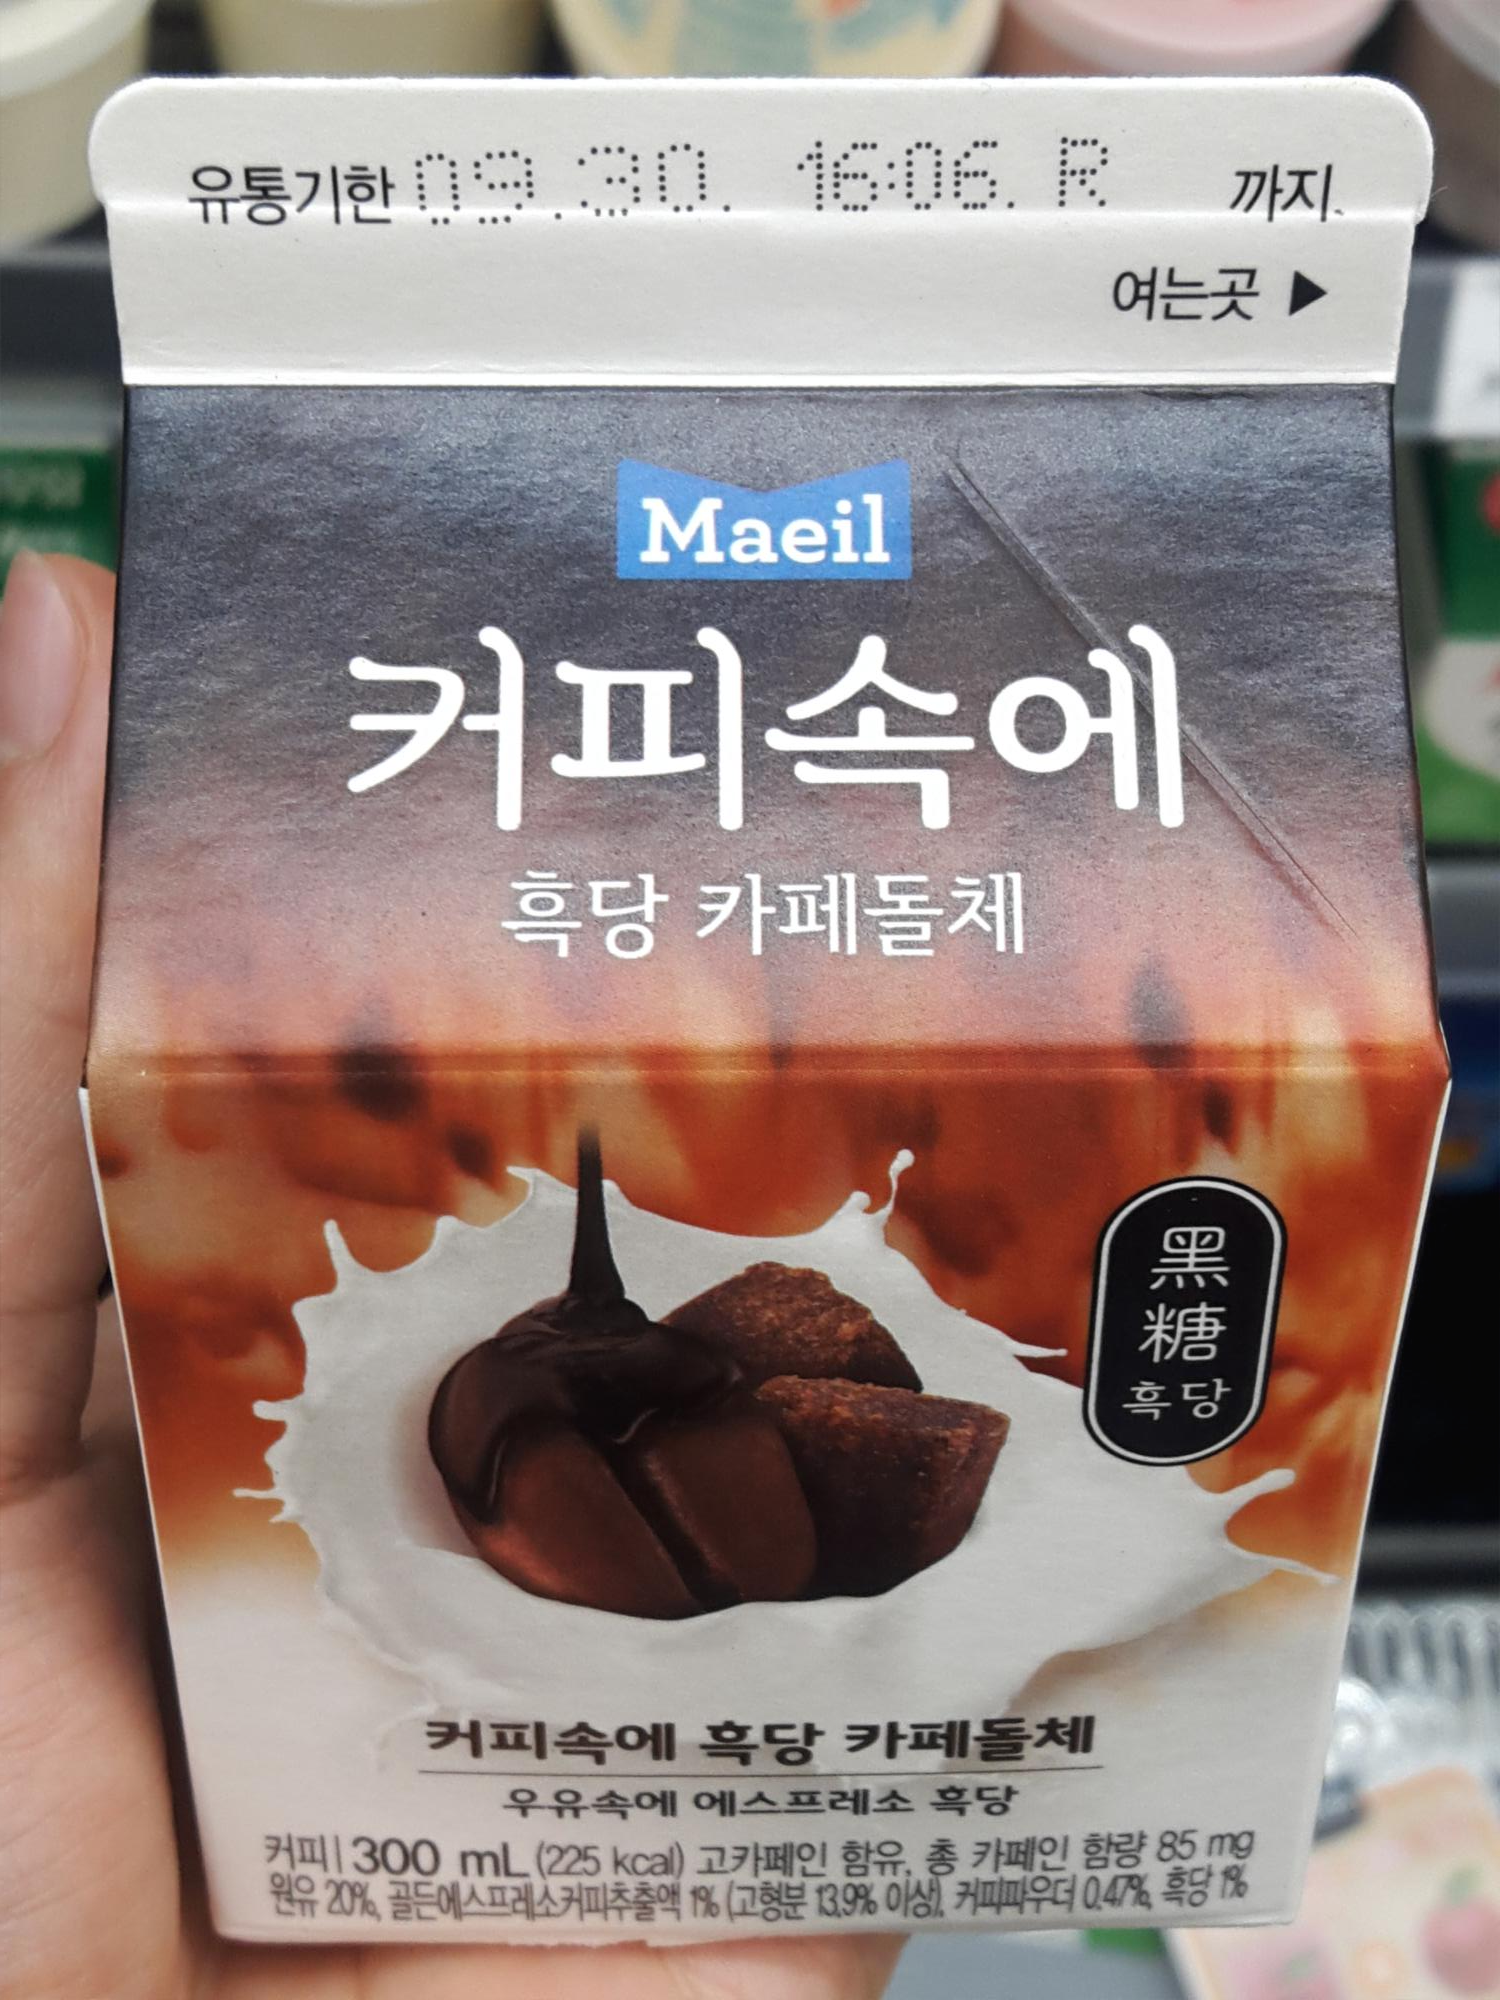 유통기한 09.30. 16:06. R 까지.
여는곳 ▶
Maeil
커피속에
흑당 카페돌체
黑
糖
흑당
커피속에 흑당 카페돌체
우유속에 에스프레소 흑당
커피 | 300 mL (225 kcal) 고카페인 함유, 총 카페인 함량 85 mg
원유 20%, 골든에스프레소커피추출액 1% (고형분 13.9% 이상), 커피파우더 0.47%, 흑당 1%